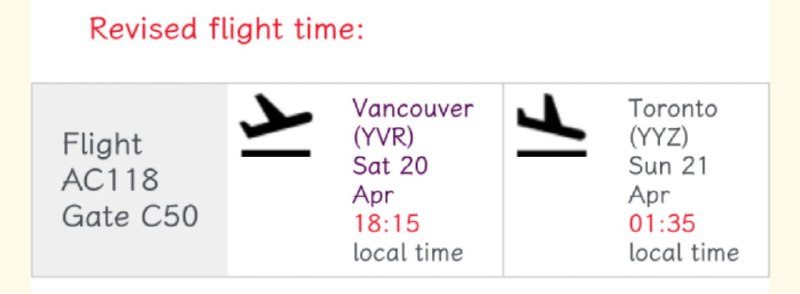 Revised flight time:
Flight
AC118
Gate C50
Vancouver
(YVR)
Sat 20
Apr
18:15
local time
Toronto
(YYZ)
Sun 21
Apr
01:35
local time